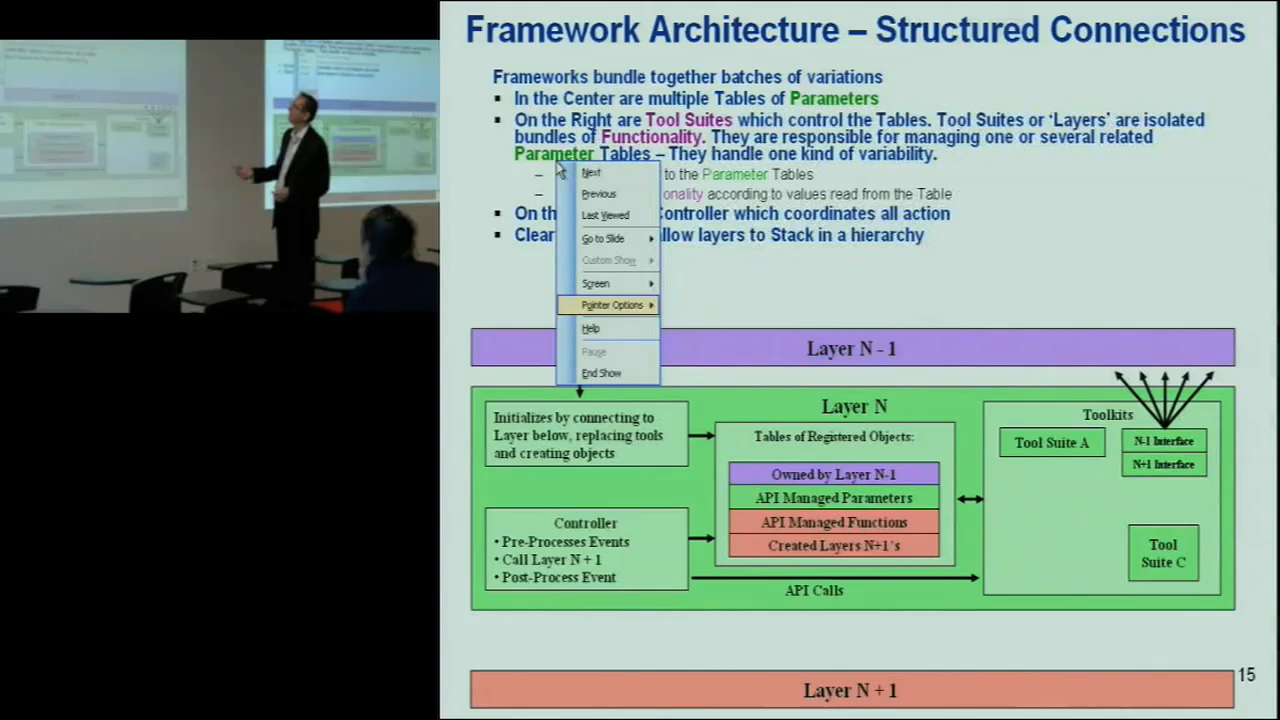 Framework Architecture – Structured Connections
Frameworks bundle together batches of variations
▪ In the Center are multiple Tables of Parameters
▪ On the Right are Tool Suites which control the Tables. Tool Suites or ‘Layers’ are isolated
bundles of Functionality. They are responsible for managing one or several related
Parameter Tables – They handle one kind of variability.
– to the Parameter Tables
– onality according to values read from the Table
▪ On th ontroller which coordinates all action
▪ Clear llow layers to Stack in a hierarchy
Next
Previous
Last Viewed
Go to Slide
Custom Show
Screen
Pointer Options
Help
Pause
End Show
Layer N - 1
Layer N
Initializes by connecting to
Layer below, replacing tools
and creating objects
Controller
• Pre-Processes Events
• Call Layer N + 1
• Post-Process Event
Tables of Registered Objects:
Owned by Layer N-1
API Managed Parameters
API Managed Functions
Created Layers N+1's
API Calls
Toolkits
Tool Suite A
N-1 Interface
N+1 Interface
Tool
Suite C
Layer N + 1
15